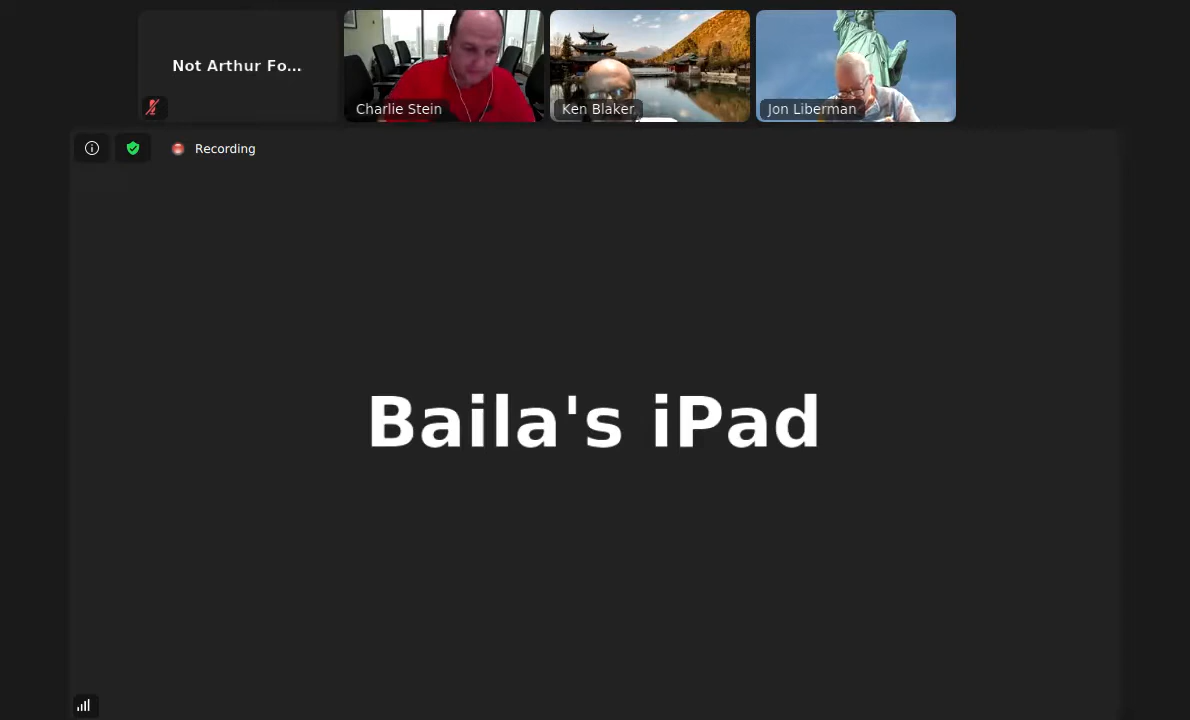 Not Arthur Fo...
Charlie Stein
Ken Blaker
Jon Liberman
Recording
Baila's iPad